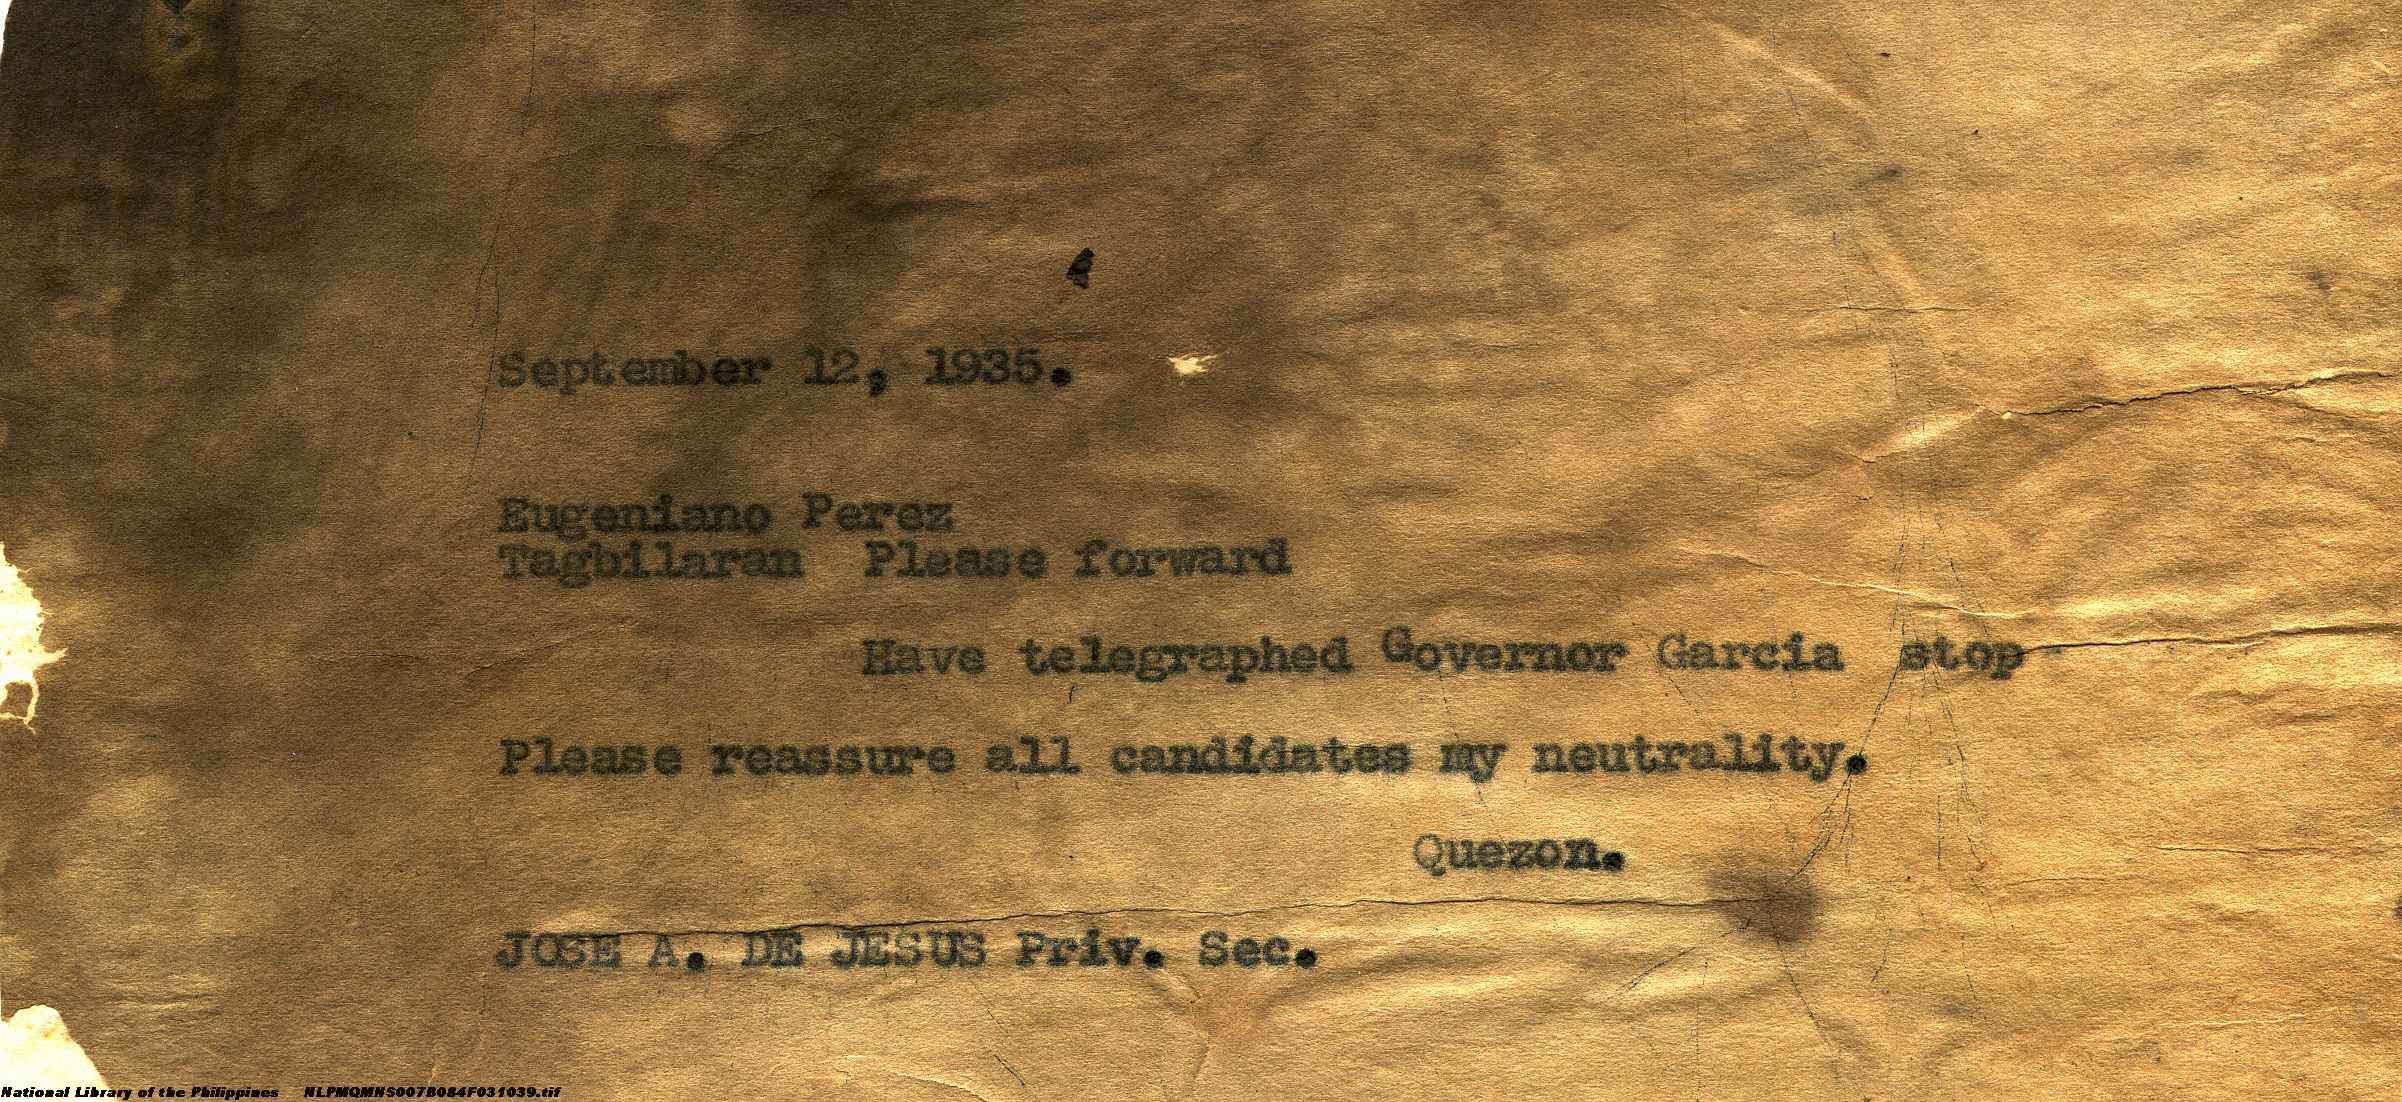 September 12, 1935.
Eugeniano Perez
Tagbilaran  Please forward
Have telegraphed Governor Garcia  stop
Please reassure all candidates my neutrality.
Quezon.
JOSE A. DE JESUS Priv. Sec.
National Library of the Philippines    NLPMQMNS007B084F031039.tif